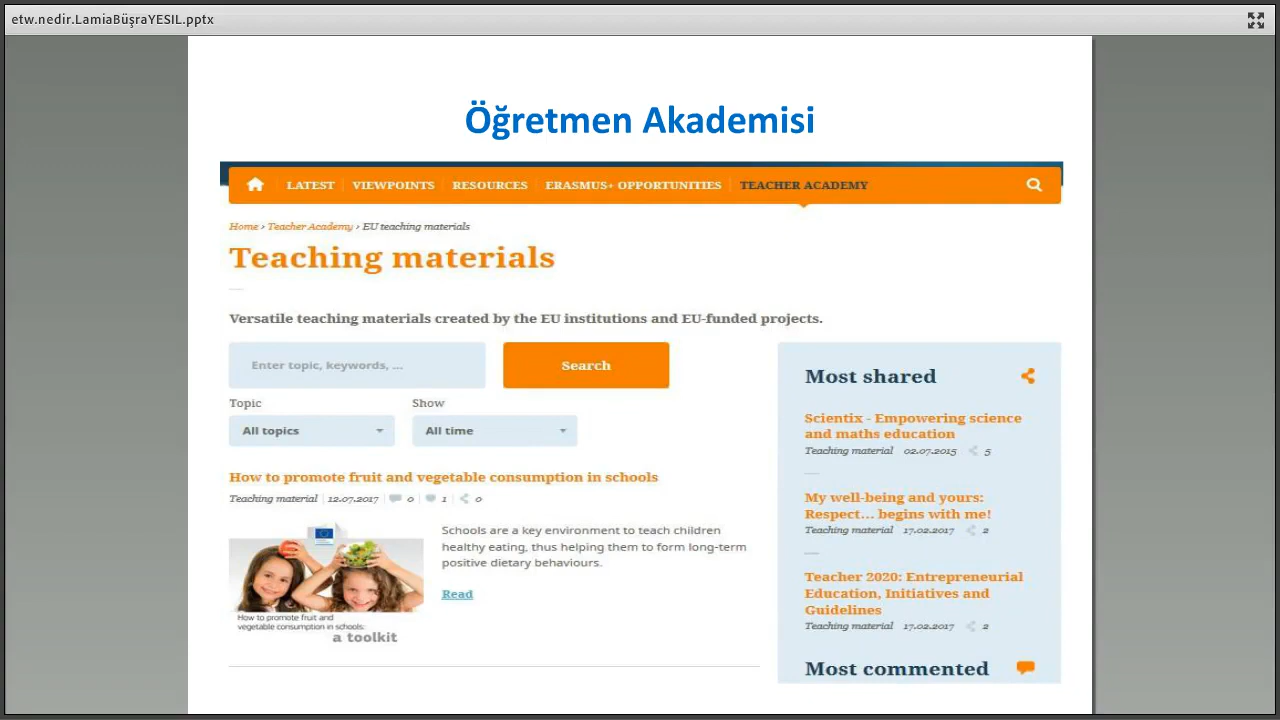 etw.nedir.LamiaBüşraYESIL.pptx
Öğretmen Akademisi
LATEST VIEWPOINTS RESOURCES ERASMUS+ OPPORTUNITIES TEACHER ACADEMY
Home › Teacher Academy › EU teaching materials
Teaching materials
Versatile teaching materials created by the EU institutions and EU-funded projects.
Enter topic, keywords, ...
Search
Topic
Show
All topics
All time
How to promote fruit and vegetable consumption in schools
Teaching material 12.07.2017 0 1 0
Schools are a key environment to teach children
healthy eating, thus helping them to form long-term
positive dietary behaviours.
Read
How to promote fruit and
vegetable consumption in schools:
a toolkit
Most shared
Scientix - Empowering science
and maths education
Teaching material 02.07.2015 5
My well-being and yours:
Respect... begins with me!
Teaching material 17.02.2017 2
Teacher 2020: Entrepreneurial
Education, Initiatives and
Guidelines
Teaching material 17.02.2017 2
Most commented